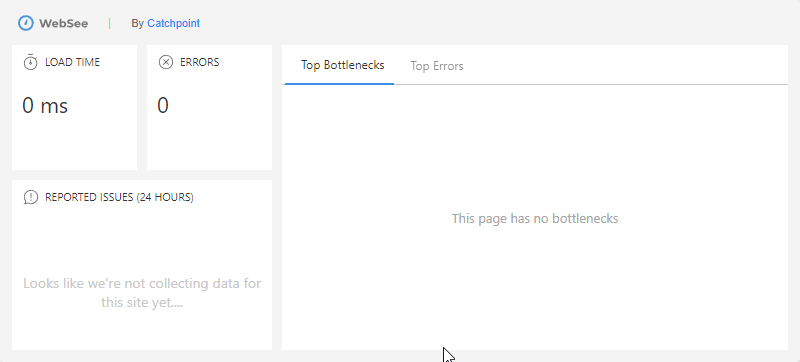 WebSee | By Catchpoint
LOAD TIME
0 ms
ERRORS
0
Top Bottlenecks
Top Errors
This page has no bottlenecks
REPORTED ISSUES (24 HOURS)
Looks like we're not collecting data for
this site yet....